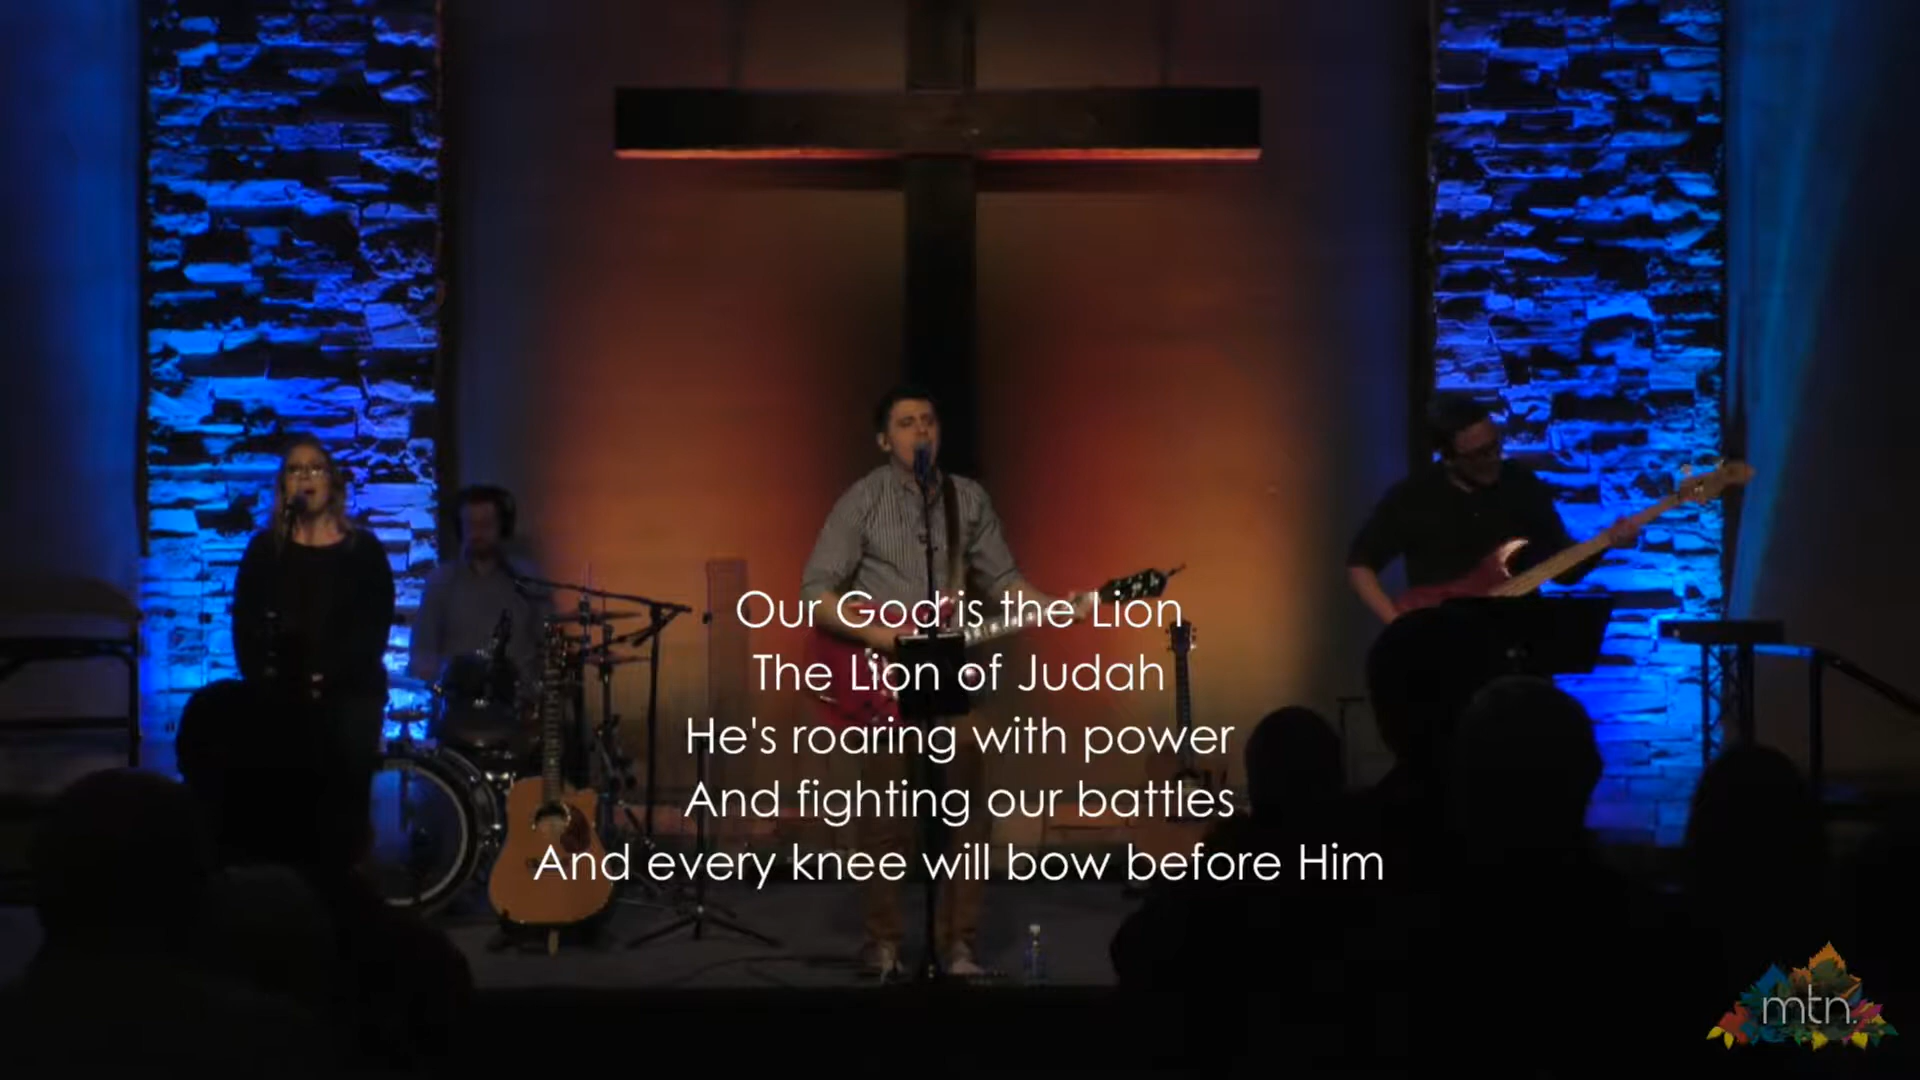 Our God is the Lion
The Lion of Judah
He's roaring with power
And fighting our battles
And every knee will bow before Him
mtn.